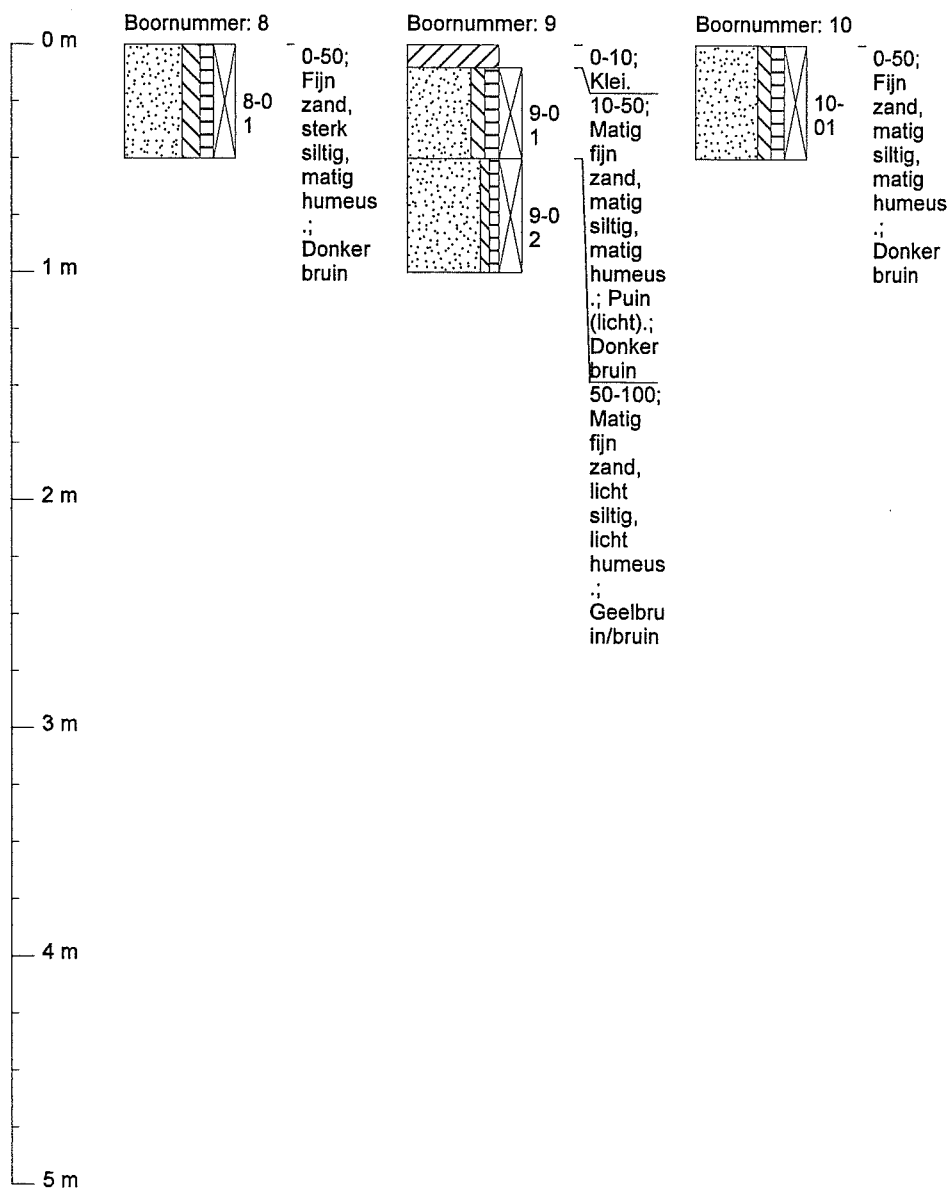 Boornummer: 8
Boornummer: 9
Boornummer: 10
0 m
1 m
2 m
3 m
4 m
5 m
8-0
1
0-50;
Fijn
zand,
sterk
siltig,
matig
humeus
.;
Donker
bruin
9-0
1
9-0
2
0-10;
Klei.
10-50;
Matig
fijn
zand,
matig
siltig,
matig
humeus
.; Puin
(licht).;
Donker
bruin
50-100;
Matig
fijn
zand,
licht
siltig,
licht
humeus
.;
Geelbru
in/bruin
10-
01
0-50;
Fijn
zand,
matig
siltig,
matig
humeus
.;
Donker
bruin